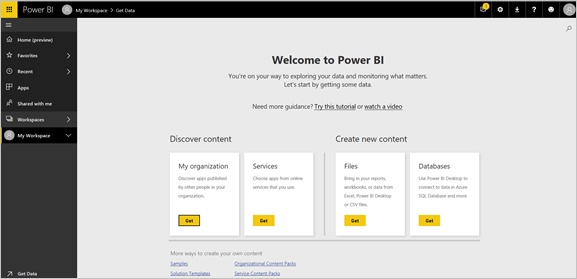 Power BI
My Workspace > Get Data
1
Home (preview)
Favorites
Recent
Apps
Shared with me
Workspaces
My Workspace
Get Data
Welcome to Power BI
You're on your way to exploring your data and monitoring what matters.
Let's start by getting some data.
Need more guidance? Try this tutorial or watch a video
Discover content
My organization
Discover apps published
by other people in your
organization.
Get
Services
Choose apps from online
services that you use.
Get
Create new content
Files
Bring in your reports,
workbooks, or data from
Excel, Power BI Desktop
or CSV files.
Get
Databases
Use Power BI Desktop to
connect to data in Azure
SQL Database and more.
Get
More ways to create your own content
Samples
Organizational Content Packs
Solution Templates
Service Content Packs